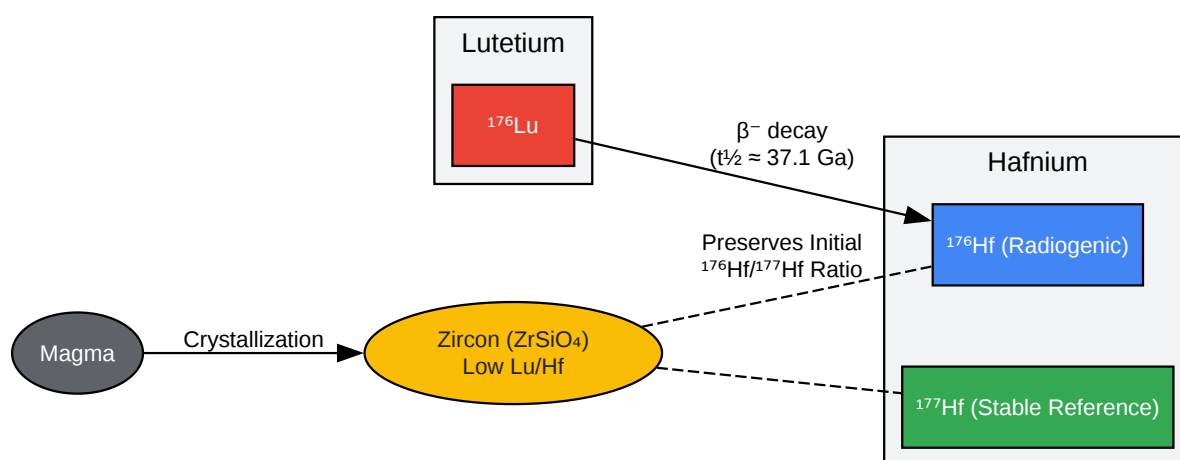 Lutetium
¹⁷⁶Lu
β⁻ decay
(t½ ≈ 37.1 Ga)
Hafnium
¹⁷⁶Hf (Radiogenic)
Preserves Initial
¹⁷⁶Hf/¹⁷⁷Hf Ratio
Magma
Crystallization
Zircon (ZrSiO₄)
Low Lu/Hf
¹⁷⁷Hf (Stable Reference)